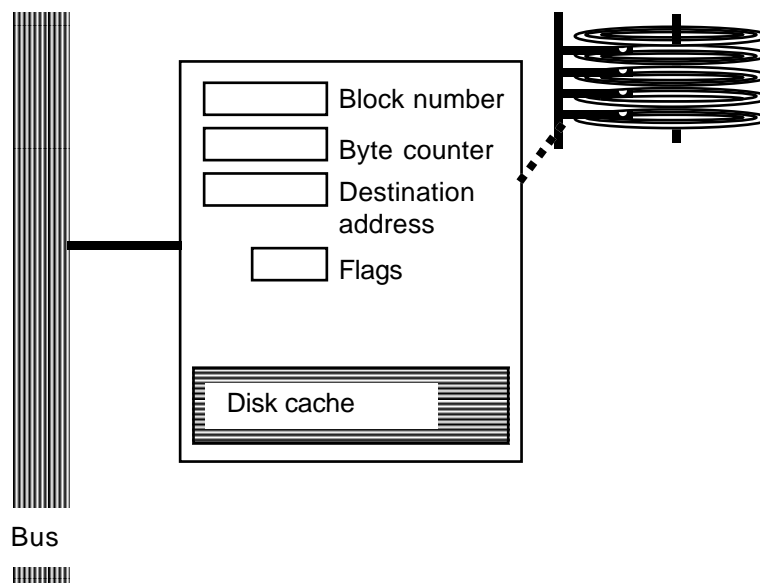 Block number
Byte counter
Destination
address
Flags
Disk cache
Bus